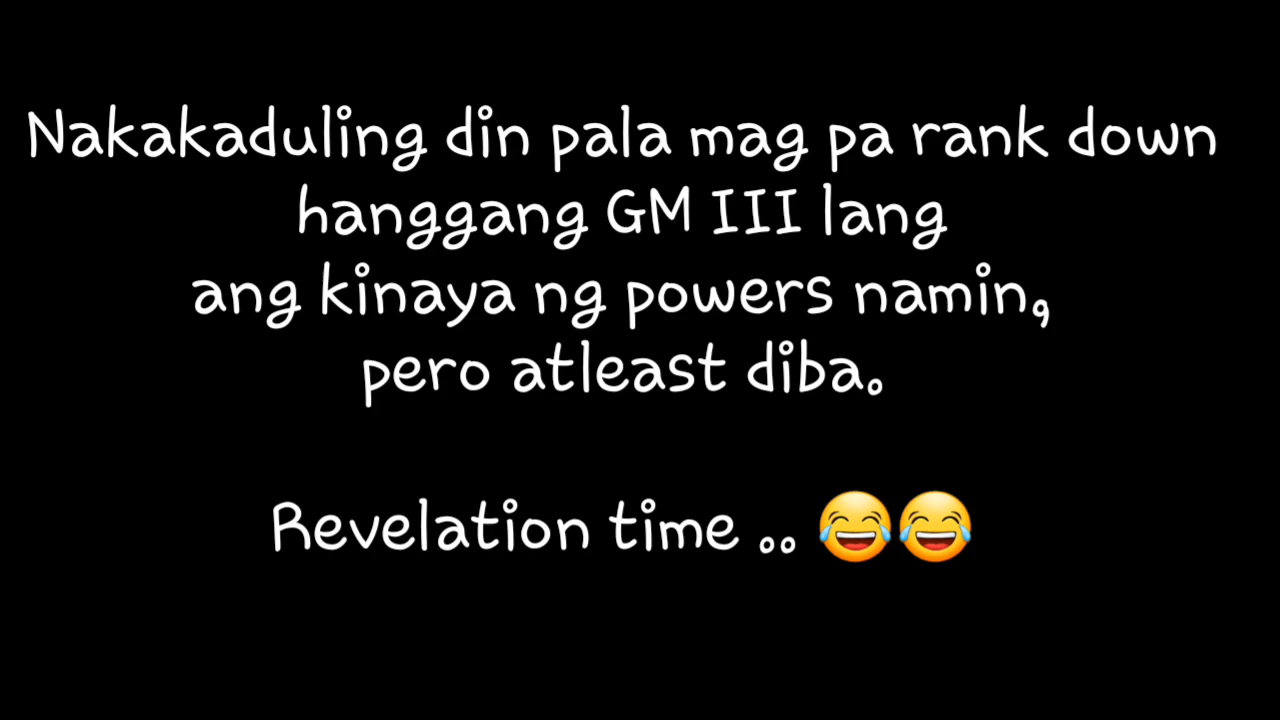 Nakakaduling din pala mag pa rank down
hanggang GM III lang
ang kinaya ng powers namin,
pero atleast diba.
Revelation time .. 😂😂